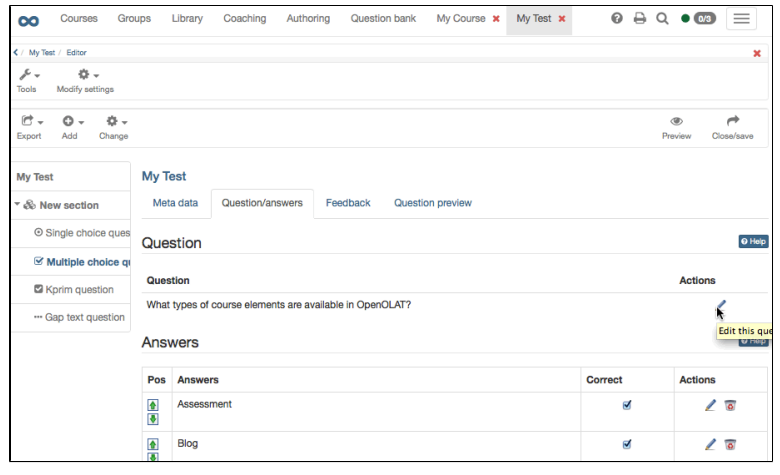 Courses Groups Library Coaching Authoring Question bank My Course My Test 0/3
/ My Test / Editor
Tools Modify settings
Export Add Change Preview Close/save
My Test
New section
Single choice ques
Multiple choice qu
Kprim question
Gap text question
My Test
Meta data Question/answers Feedback Question preview
Question Help
Question Actions
What types of course elements are available in OpenOLAT?
Edit this que
Answers Help
Pos Answers Correct Actions
Assessment
Blog